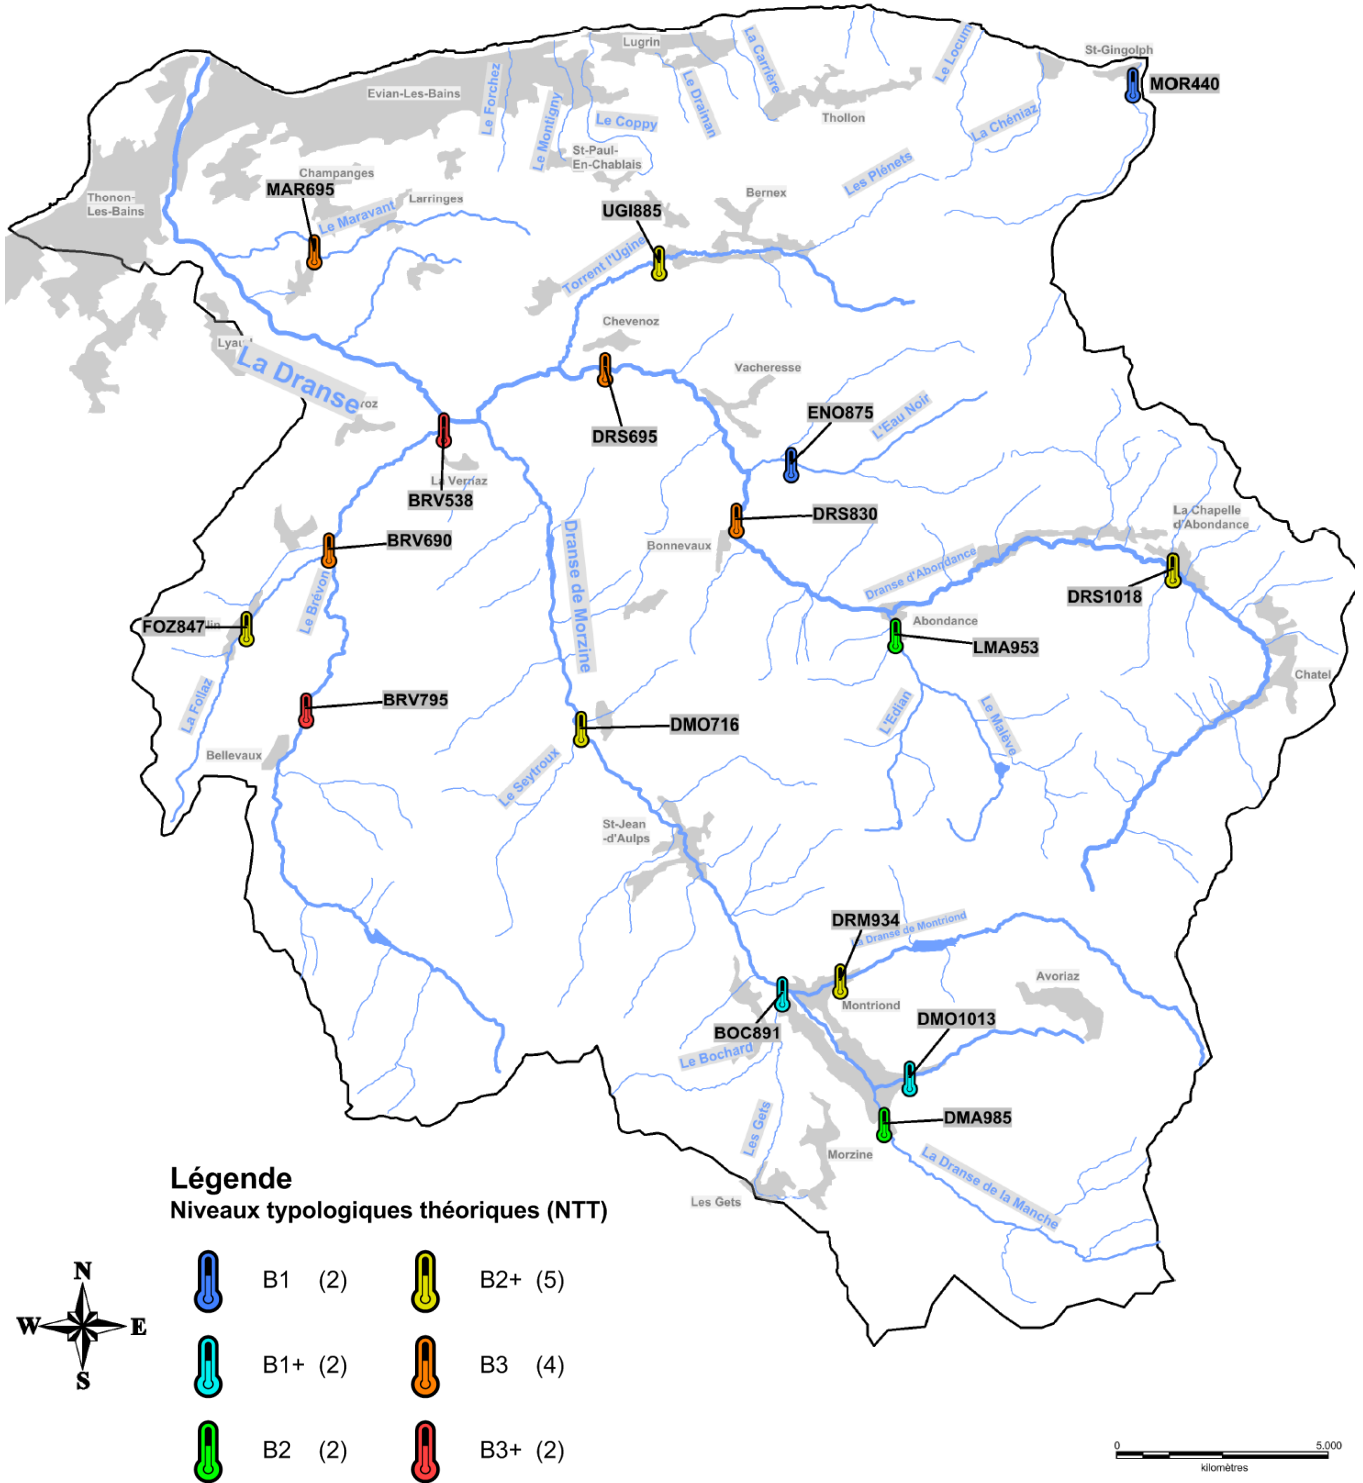 Lugrin
La Carrière
Le Locum
St-Gingolph
MOR440
Evian-Les-Bains
Le Forchez
Le Montigny
Le Coppy
Le Drainan
Thollon
La Chéniaz
St-Paul-
En-Chablais
Les Plénets
Champanges
MAR695
Larringes
Thonon-
Les-Bains
Le Maravant
Bernex
UGI885
Torrent l'Ugine
Chevenoz
La Dranse
Vacheresse
DRS695
ENO875
L'Eau Noir
La Vernaz
BRV538
DRS830
La Chapelle
d'Abondance
BRV690
Bonnevaux
Dranse de Morzine
Dranse d'Abondance
DRS1018
Le Brévon
FOZ847
Abondance
LMA953
Chatel
La Follaz
BRV795
DMO716
L'Edian
Le Malève
Bellevaux
Le Seytroux
St-Jean
-d'Aulps
DRM934
La Dranse de Montriond
Avoriaz
Montriond
BOC891
DMO1013
Le Bochard
DMA985
Les Gets
Morzine
La Dranse de la Manche
Les Gets
Légende
Niveaux typologiques théoriques (NTT)
B1 (2)
B2+ (5)
B1+ (2)
B3 (4)
B2 (2)
B3+ (2)
N
W
E
S
0
5.000
kilomètres